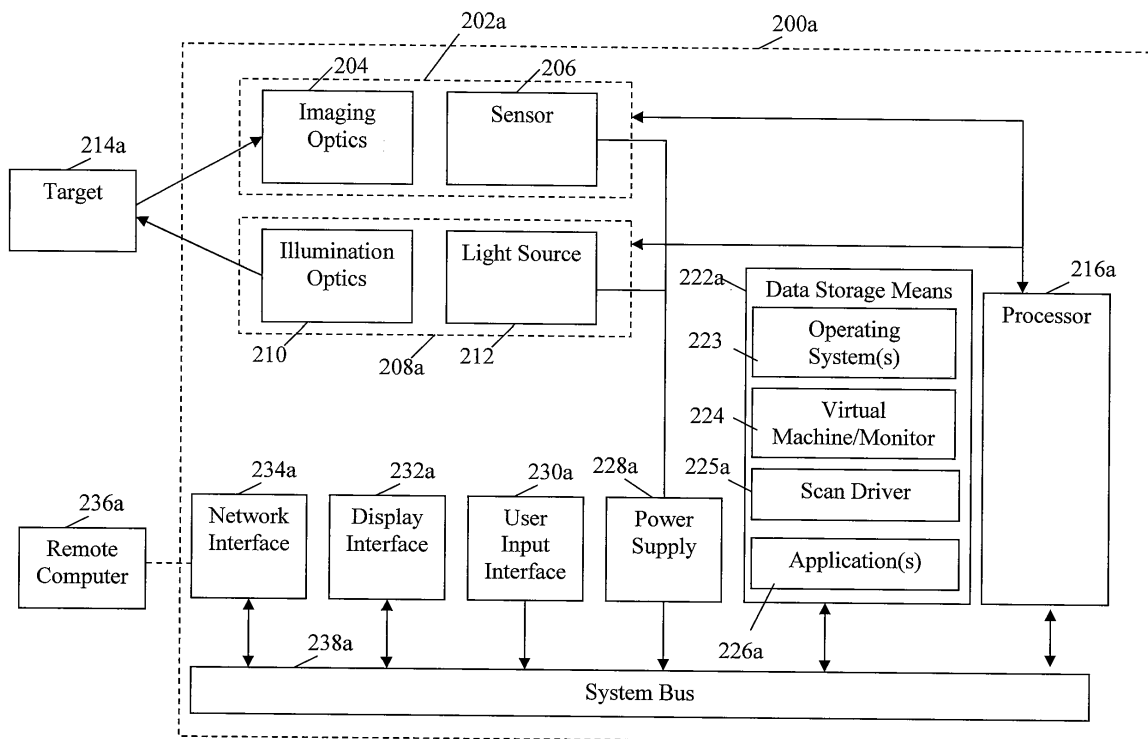 202a
200a
204
206
Imaging
Optics
Sensor
214a
Target
Illumination
Optics
Light Source
210
208a
212
222a
Data Storage Means
223
Operating
System(s)
224
Virtual
Machine/Monitor
225a
Scan Driver
Application(s)
226a
216a
Processor
234a
Network
Interface
232a
Display
Interface
230a
User
Input
Interface
228a
Power
Supply
236a
Remote
Computer
238a
System Bus